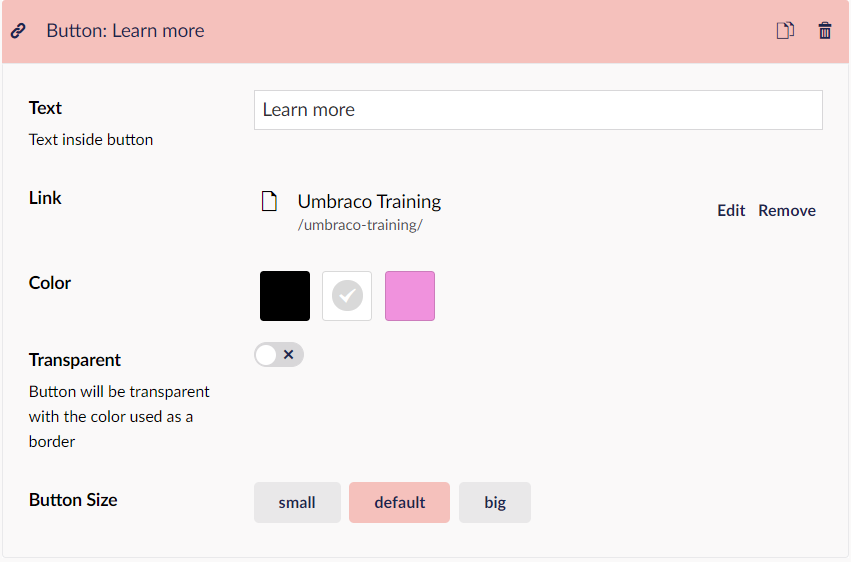 Button: Learn more
Text
Learn more
Text inside button
Link
Umbraco Training
/umbraco-training/
Edit Remove
Color
Transparent
Button will be transparent
with the color used as a
border
Button Size
small default big